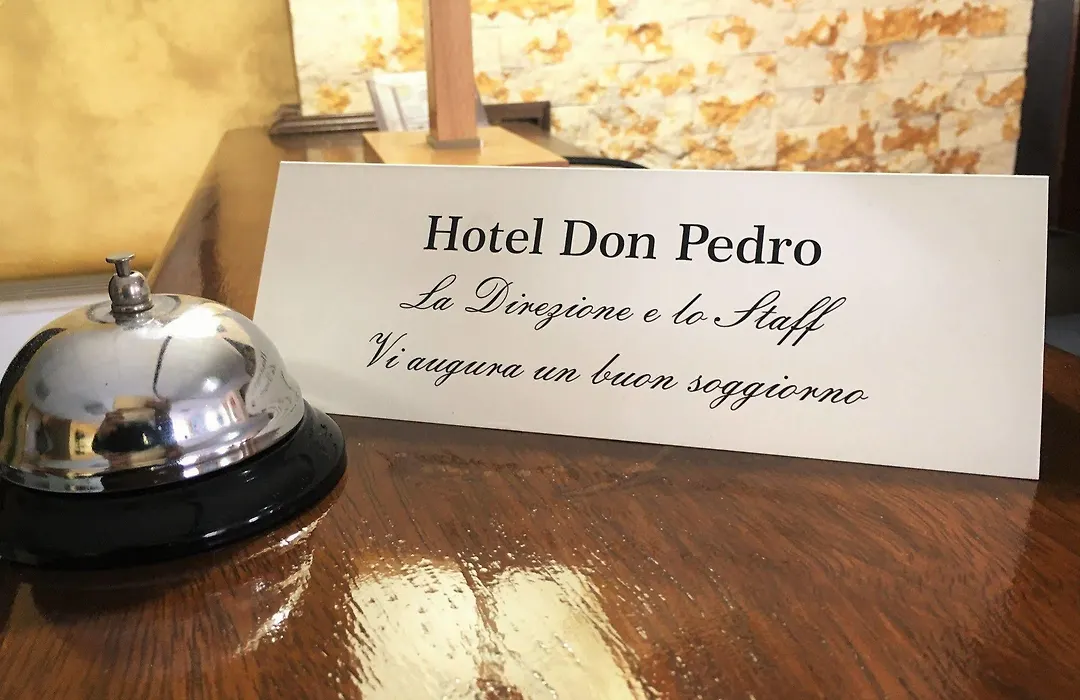 Hotel Don Pedro
La Direzione e lo Staff
Vi augura un buon soggiorno